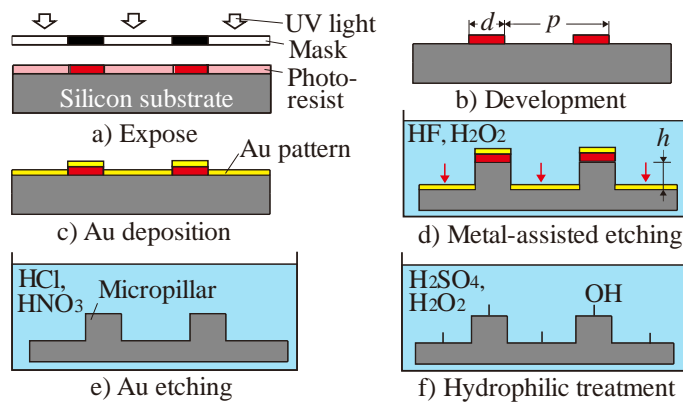 UV light
Mask
Photo-
resist
Silicon substrate
a) Expose
d
p
b) Development
Au pattern
c) Au deposition
HF, H2O2
h
d) Metal-assisted etching
HCl,
HNO3
Micropillar
e) Au etching
H2SO4,
H2O2
OH
f) Hydrophilic treatment